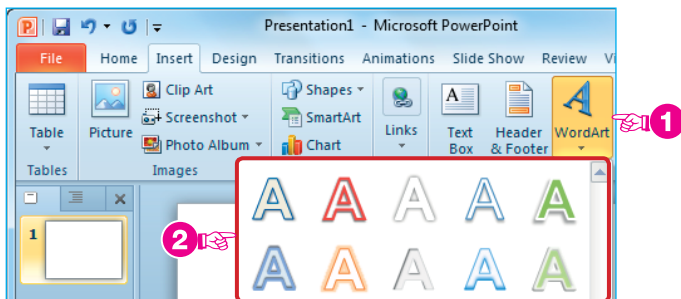 Presentation1 - Microsoft PowerPoint
File Home Insert Design Transitions Animations Slide Show Review Vi
Table
Picture
Clip Art
Screenshot
Photo Album
Shapes
SmartArt
Chart
Links
Text Box
Header & Footer
WordArt
1
Tables Images
1
2
A A A A A
A A A A A